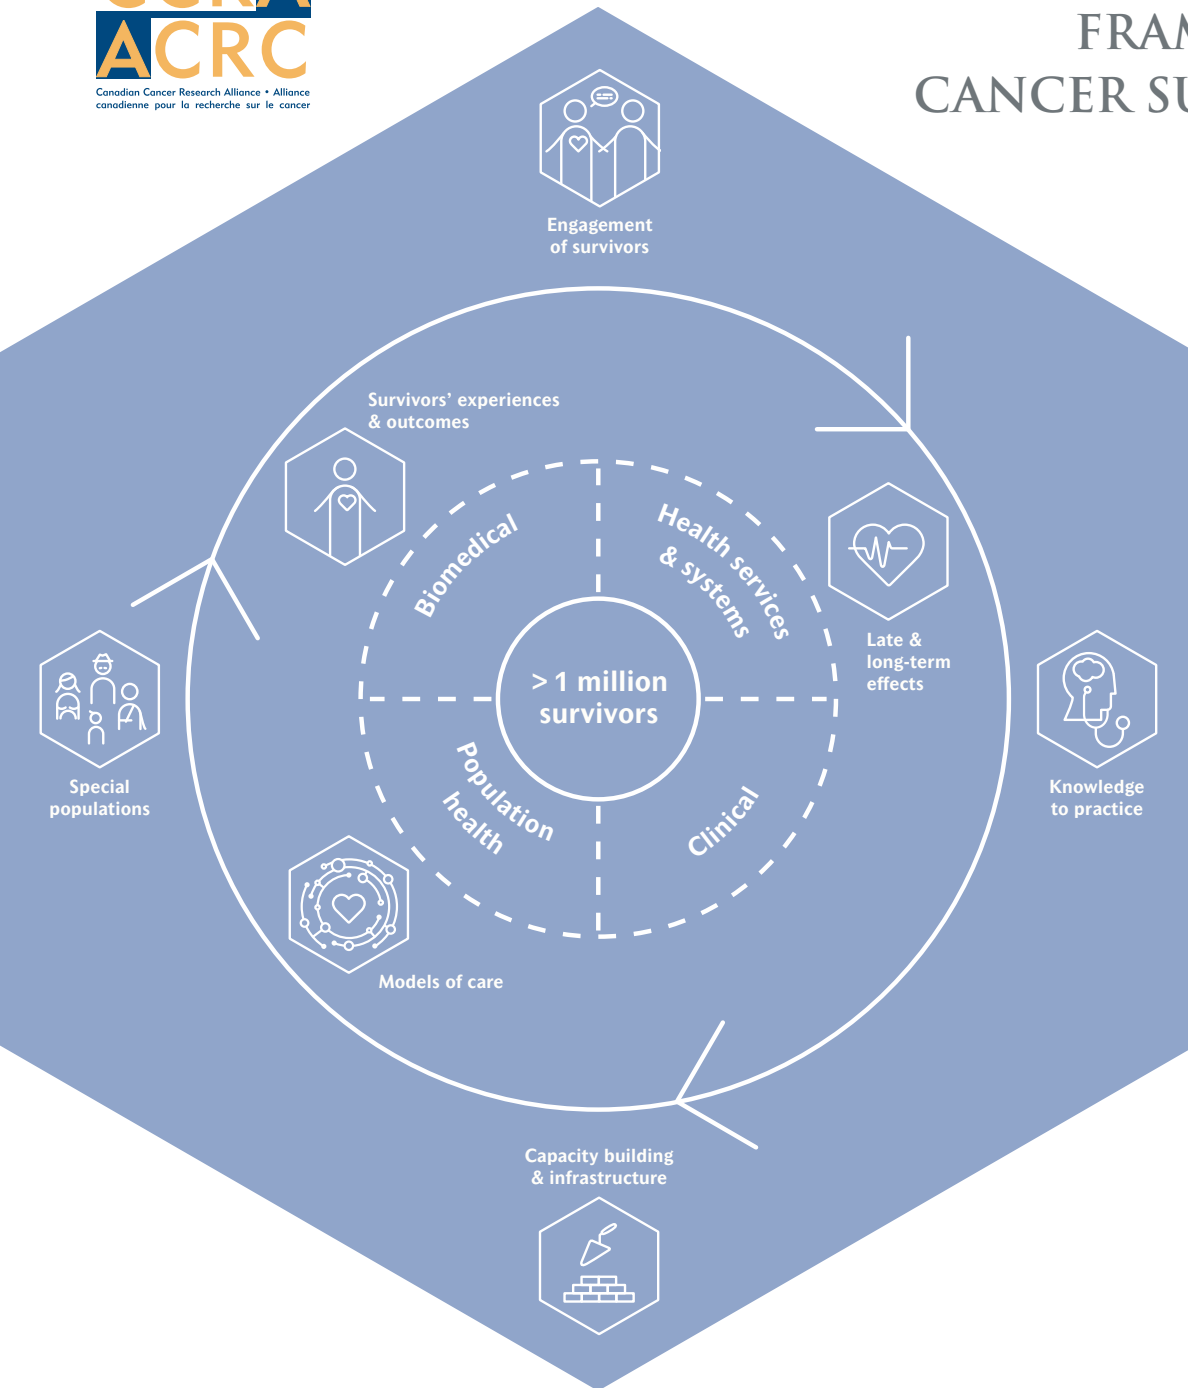 ACRC
Canadian Cancer Research Alliance • Alliance
canadienne pour la recherche sur le cancer
CANCER
Engagement
of survivors
Survivors’ experiences
& outcomes
Biomedical
Health services
& systems
Late &
long-term
effects
> 1 million
survivors
Special
populations
Knowledge
to practice
Population
health
Clinical
Models of care
Capacity building
& infrastructure